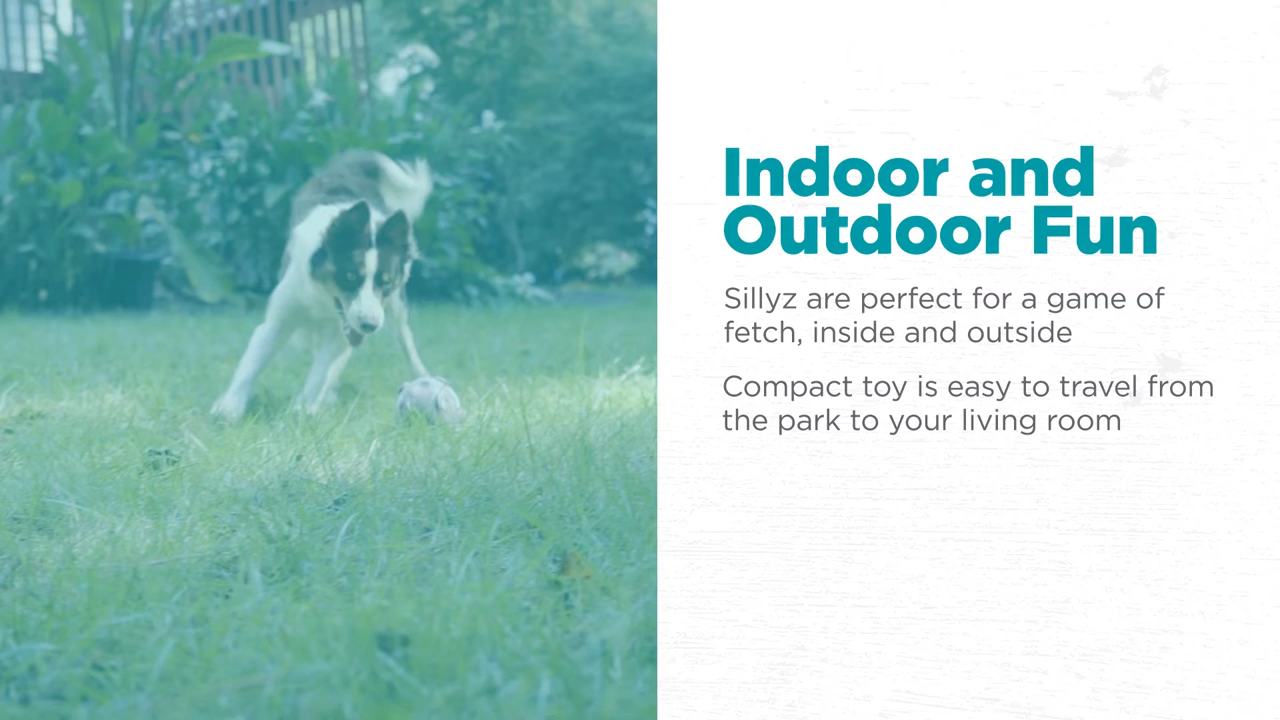 Indoor and
Outdoor Fun
Sillyz are perfect for a game of
fetch, inside and outside
Compact toy is easy to travel from
the park to your living room